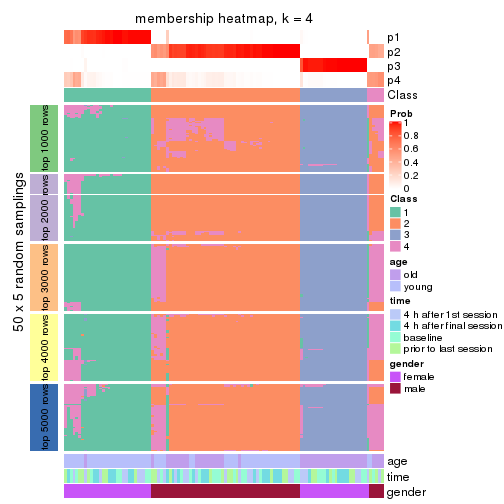 membership heatmap, k = 4
p1
p2
p3
p4
Class
50 x 5 random samplings
top 1000 rows
top 2000 rows
top 3000 rows
top 4000 rows
top 5000 rows
Prob
1
0.8
0.6
0.4
0.2
0
Class
1
2
3
4
age
old
young
time
4 h after 1st session
4 h after final session
baseline
prior to last session
gender
female
male
age
time
gender